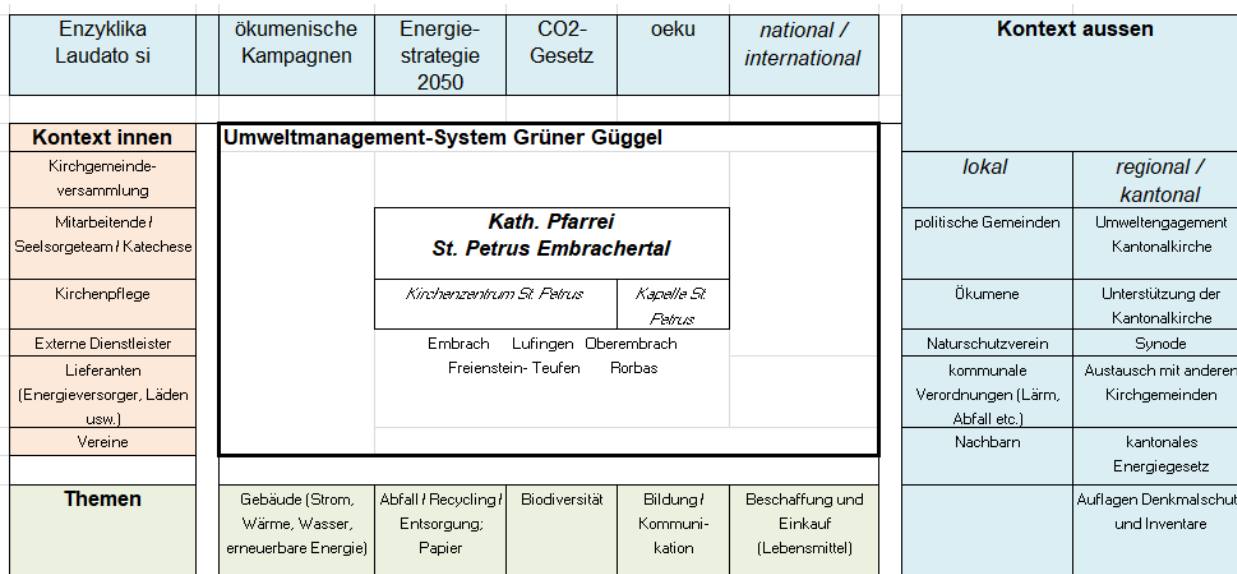 Enzyklika
Laudato si
ökumenische
Kampagnen
Energie-
strategie
2050
CO2-
Gesetz
oeku
national /
international
Kontext aussen
Kontext innen
Kirchgemeinde-
versammlung
Mitarbeitende /
Seelsorgeteam / Katechese
Kirchenpflege
Externe Dienstleister
Lieferanten
(Energieversorger, Läden
usw.)
Vereine
Umweltmanagement-System Grüner Güggel
Kath. Pfarrei
St. Petrus Embrachertal
Kirchenzentrum St. Petrus
Kapelle St.
Petrus
Embrach Lufingen Oberembrach
Freienstein- Teufen Rorbas
lokal
politische Gemeinden
Ökumene
Naturschutzverein
kommunale
Verordnungen (Lärm,
Abfall etc.)
Nachbarn
regional /
kantonal
Umweltengagement
Kantonalkirche
Unterstützung der
Kantonalkirche
Synode
Austausch mit anderen
Kirchgemeinden
kantonales
Energiegesetz
Auflagen Denkmalschut
und Inventare
Themen
Gebäude (Strom,
Wärme, Wasser,
erneuerbare Energie)
Abfall / Recycling /
Entsorgung;
Papier
Biodiversität
Bildung /
Kommuni-
kation
Beschaffung und
Einkauf
(Lebensmittel)